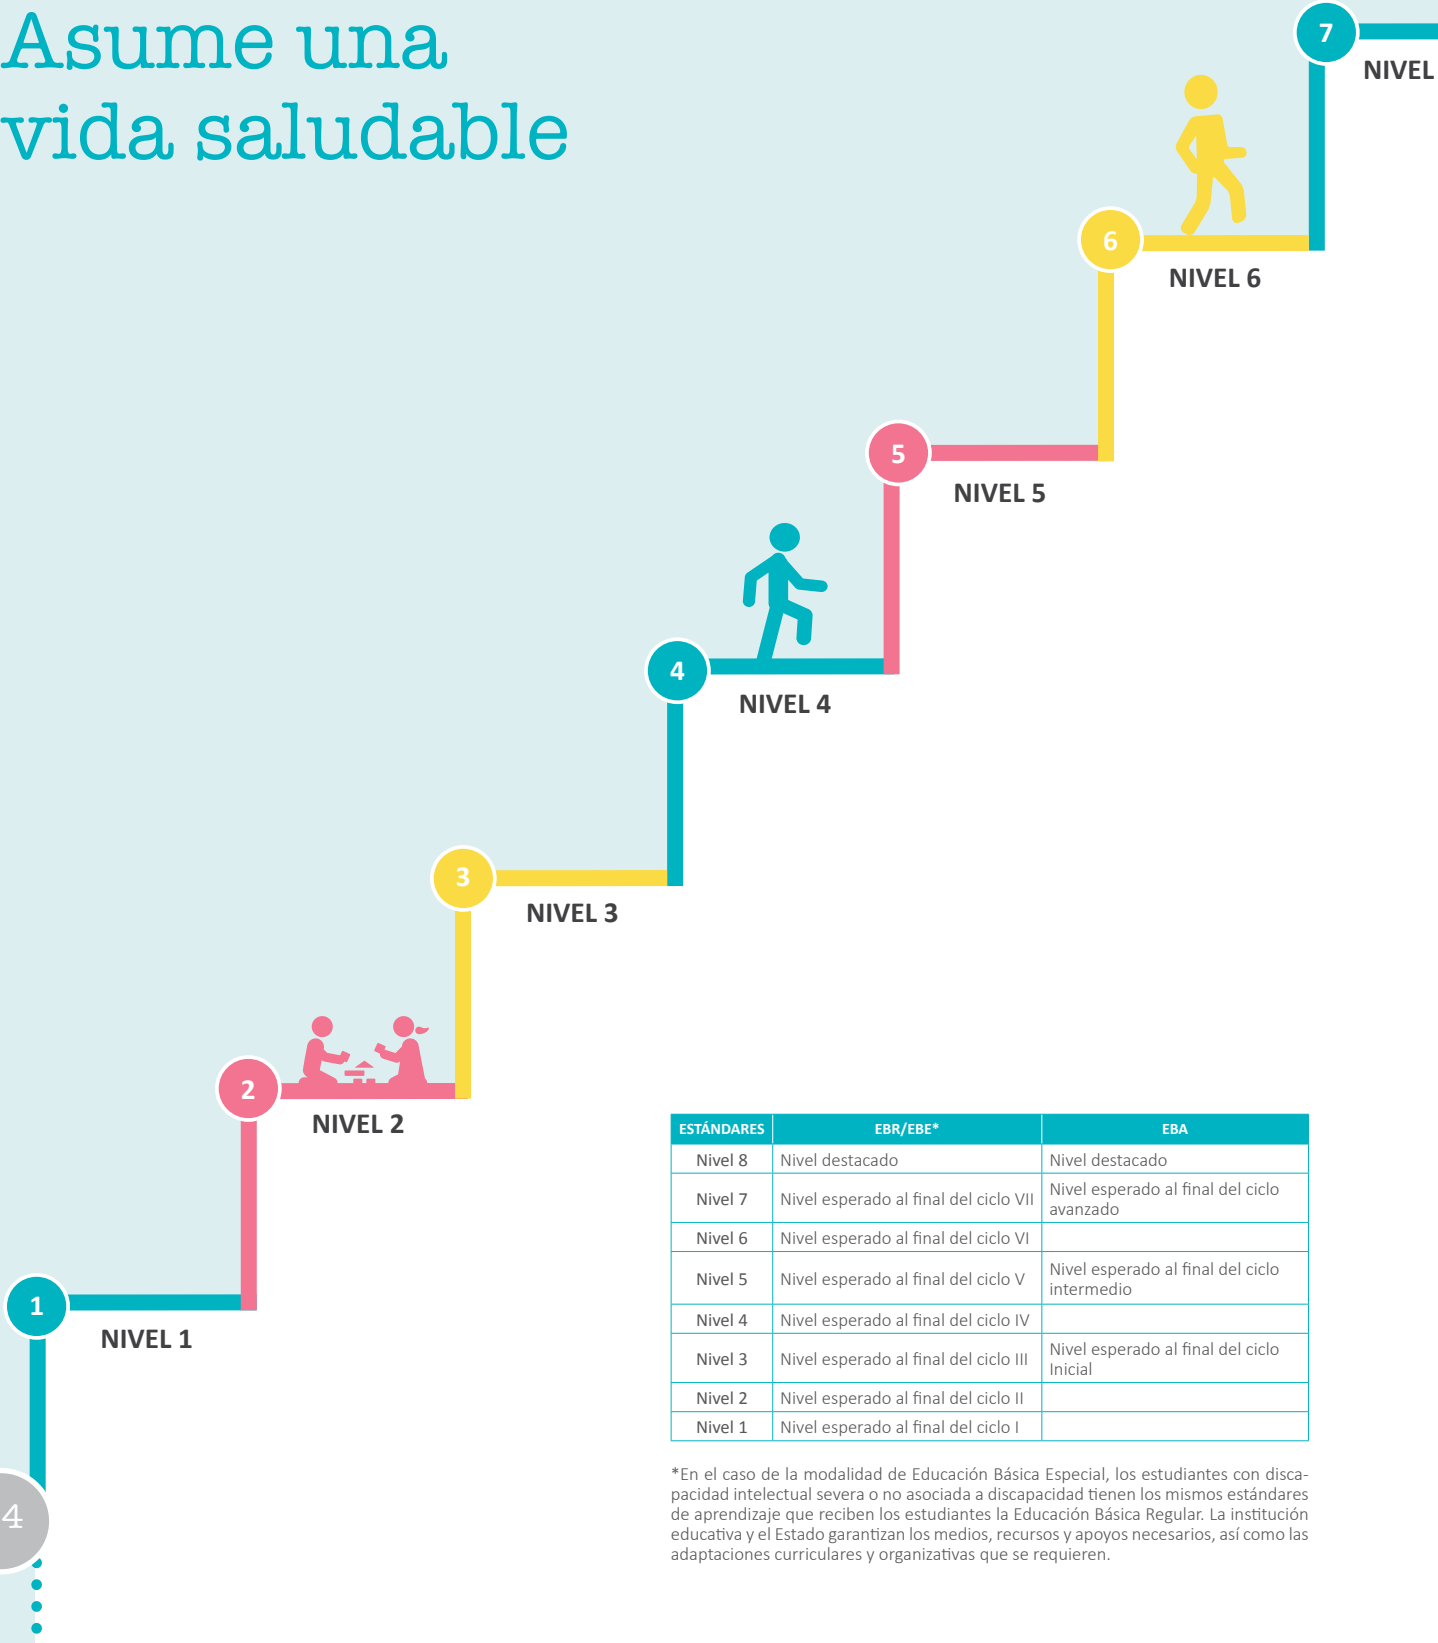 Asume una
vida saludable
7
NIVEL
6
NIVEL 6
5
NIVEL 5
4
NIVEL 4
3
NIVEL 3
2
NIVEL 2
1
NIVEL 1
ESTÁNDARES EBR/EBE* EBA
Nivel 8 Nivel destacado Nivel destacado
Nivel 7 Nivel esperado al final del ciclo VII Nivel esperado al final del ciclo
avanzado
Nivel 6 Nivel esperado al final del ciclo VI
Nivel 5 Nivel esperado al final del ciclo V Nivel esperado al final del ciclo
intermedio
Nivel 4 Nivel esperado al final del ciclo IV
Nivel 3 Nivel esperado al final del ciclo III Nivel esperado al final del ciclo
Inicial
Nivel 2 Nivel esperado al final del ciclo II
Nivel 1 Nivel esperado al final del ciclo I
*En el caso de la modalidad de Educación Básica Especial, los estudiantes con disca-
pacidad intelectual severa o no asociada a discapacidad tienen los mismos estándares
de aprendizaje que reciben los estudiantes la Educación Básica Regular. La institución
educativa y el Estado garantizan los medios, recursos y apoyos necesarios, así como las
adaptaciones curriculares y organizativas que se requieren.
4